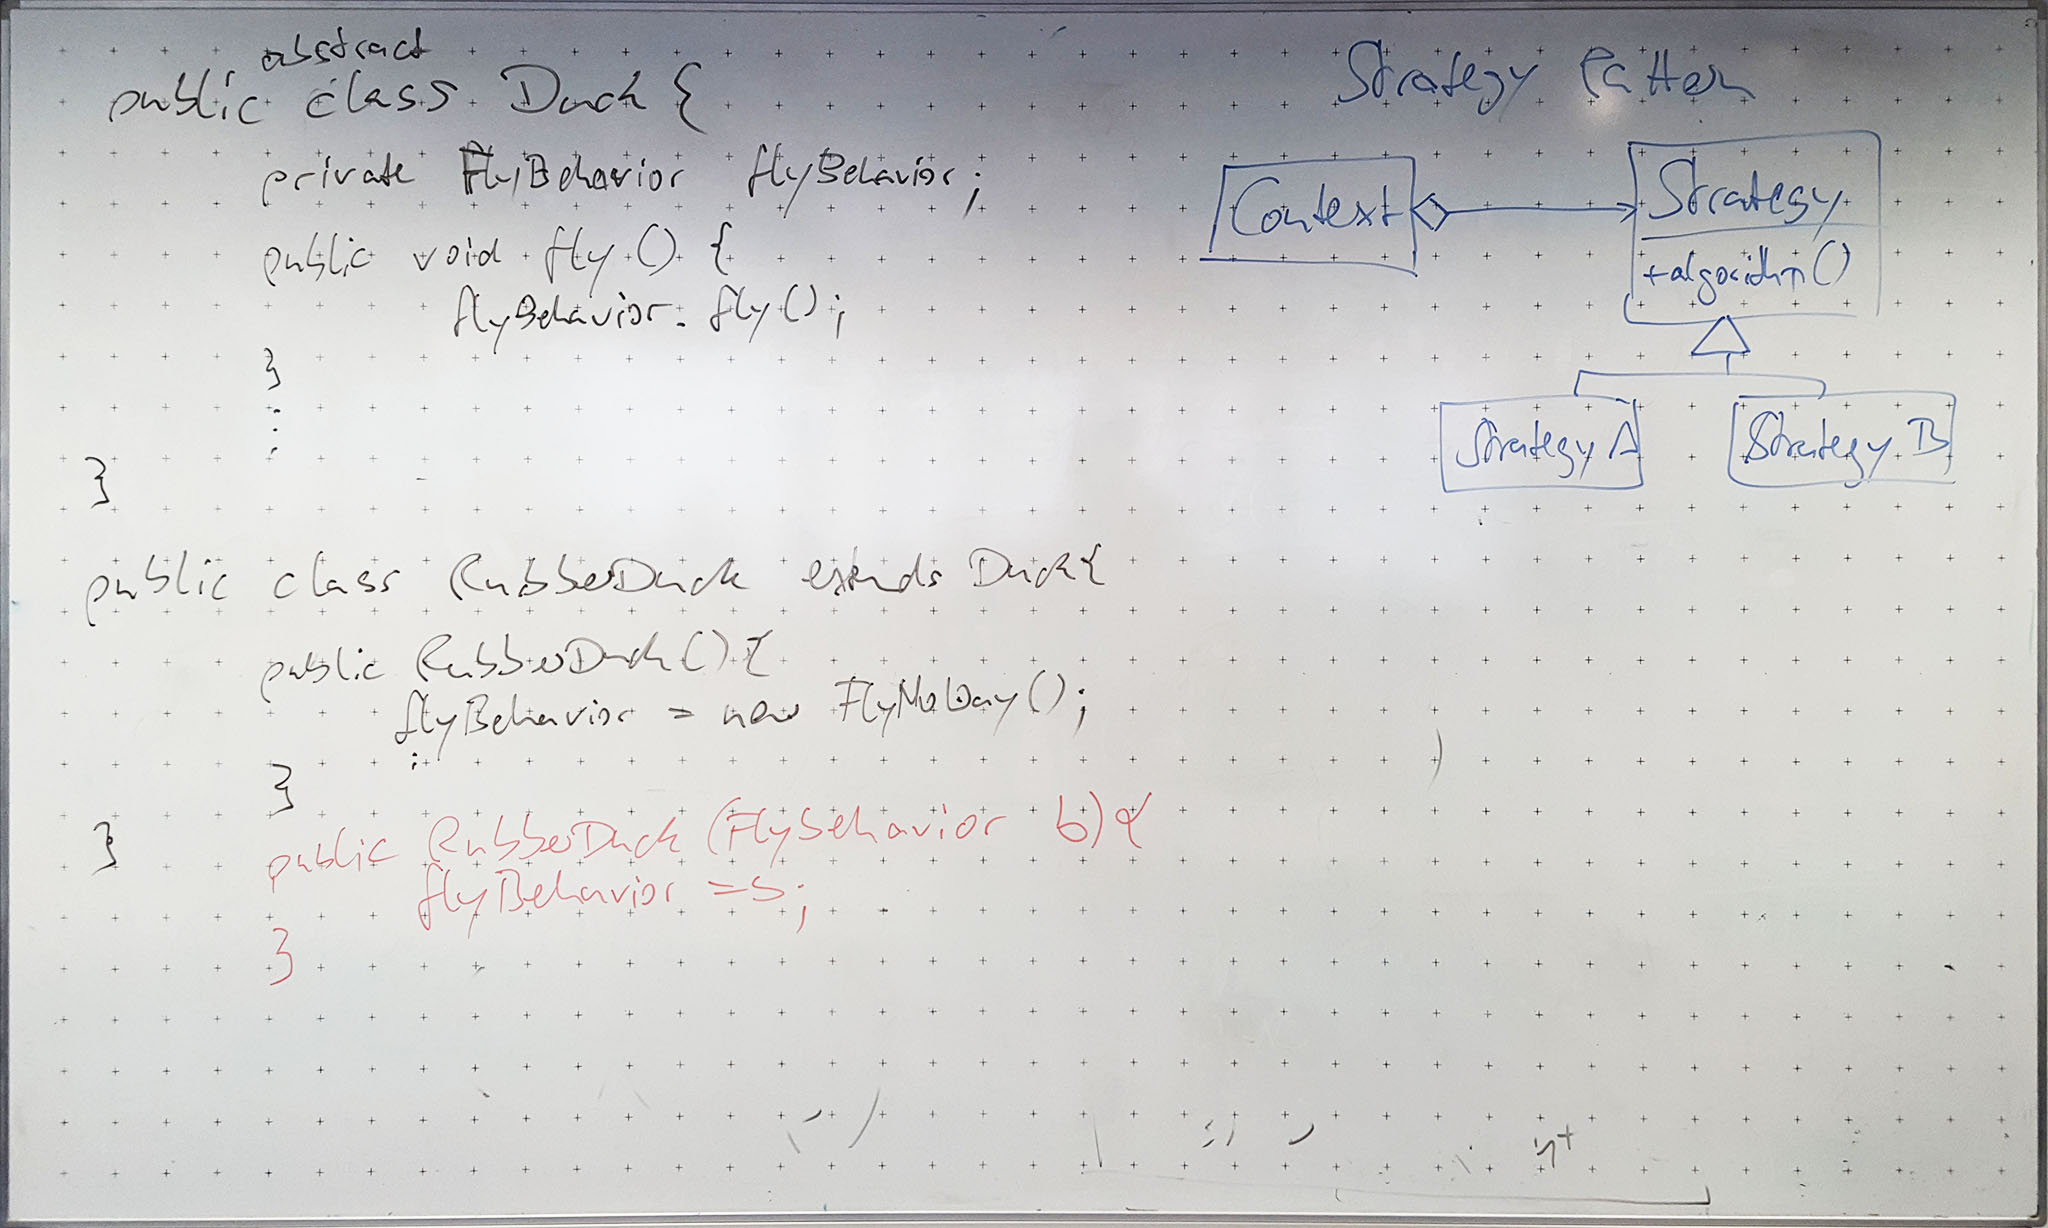 abstract
public class Duck {
private FlyBehavior flyBehavior;
public void fly () {
flyBehavior. fly();
}
:
}
public class RubberDuck extends Duck {
public RubberDuck() {
flyBehavior = new FlyNoWay();
:
}
}
public RubberDuck (FlyBehavior b) {
flyBehavior = b;
}
Strategy Pattern
Context
Strategy
+algorithm()
Strategy A
Strategy B